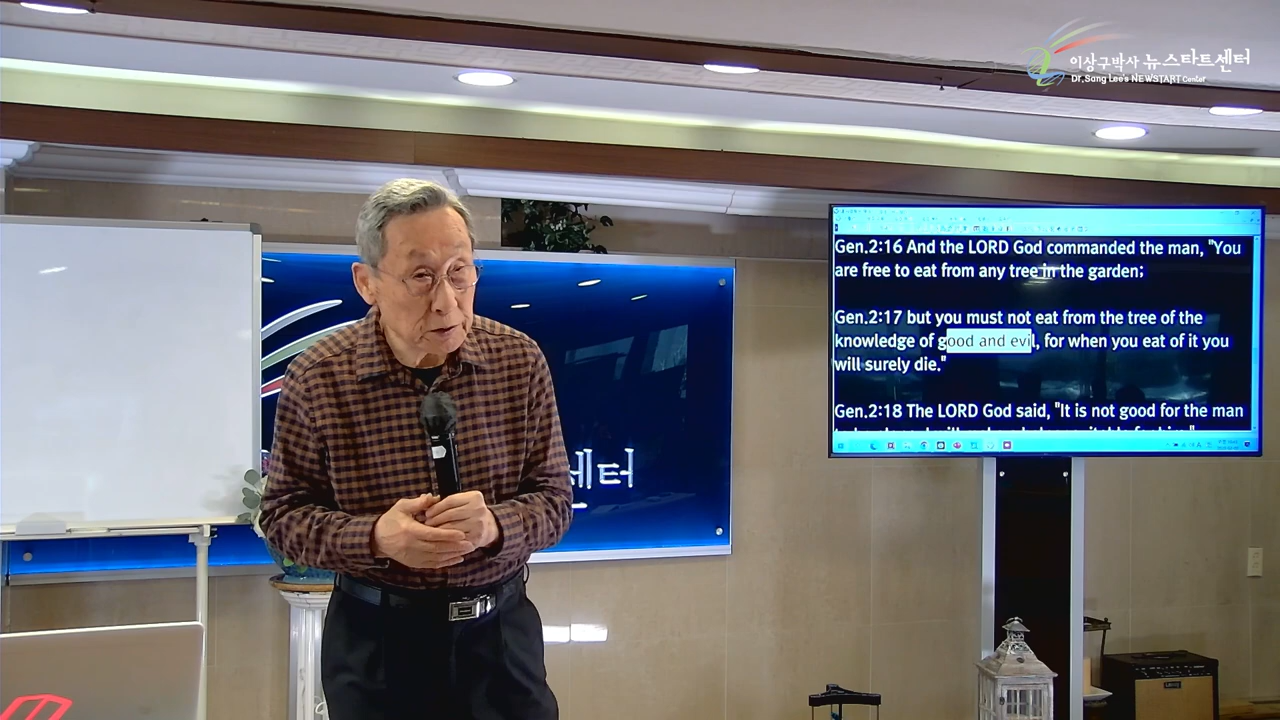 이상구박사 뉴스타트센터
Dr.Sang Lee's NEWSTART Center
Gen.2:16 And the LORD God commanded the man, "You
are free to eat from any tree in the garden;
Gen.2:17 but you must not eat from the tree of the
knowledge of good and evil, for when you eat of it you
will surely die."
Gen.2:18 The LORD God said, "It is not good for the man
센터